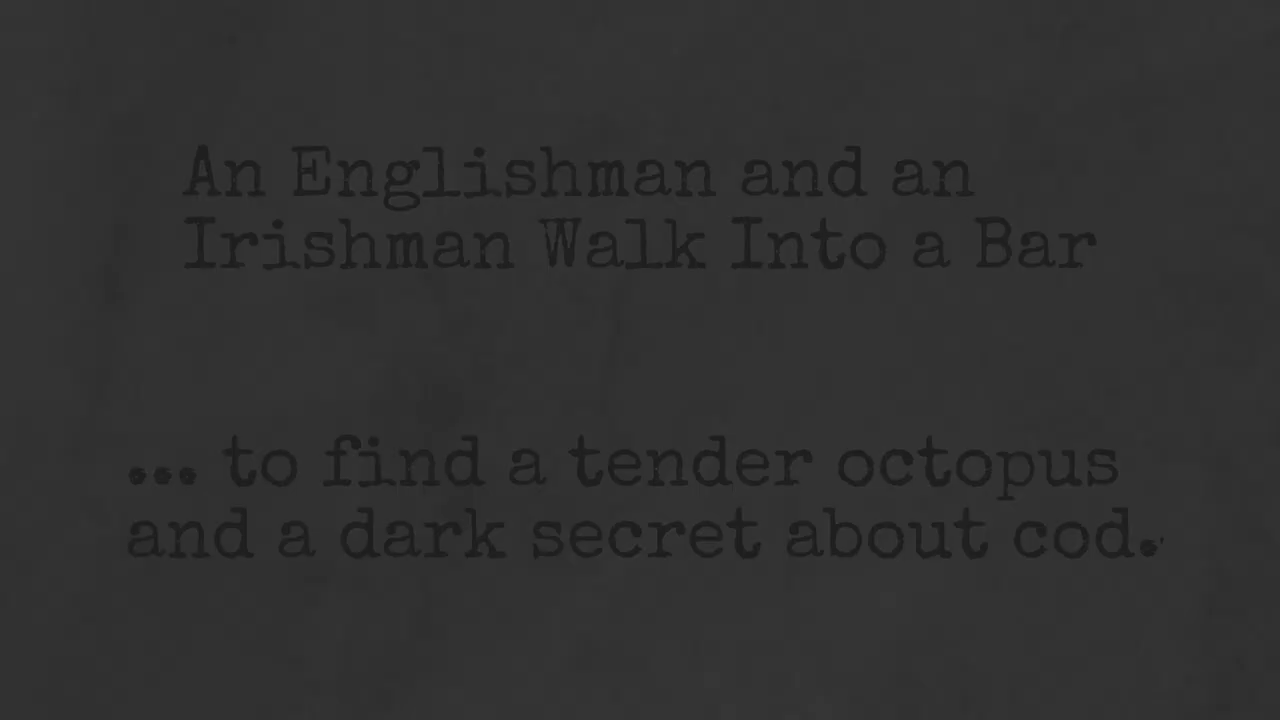 An Englishman and an
Irishman Walk Into a Bar
... to find a tender octopus
and a dark secret about cod.